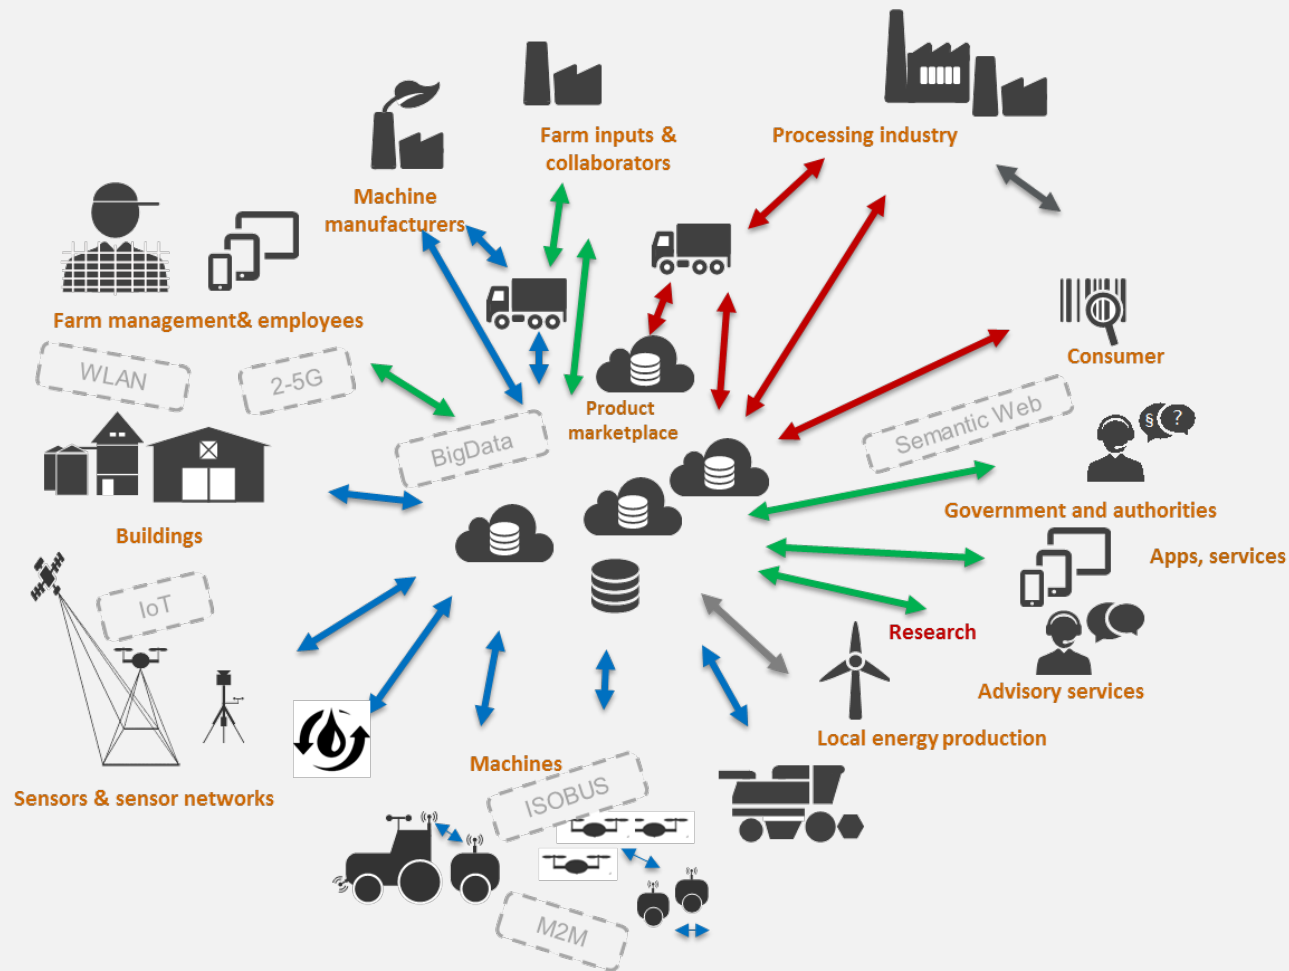 Farm inputs &
collaborators
Processing industry
Machine
manufacturers
Farm management& employees
WLAN
2-5G
Consumer
Product
marketplace
BigData
Semantic Web
§ ?
Government and authorities
Buildings
Apps, services
IoT
Research
Advisory services
Local energy production
Machines
Sensors & sensor networks
ISOBUS
M2M